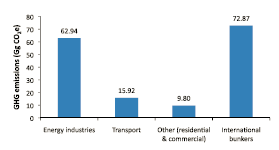 GHG emissions (Gg CO2e)
80
70
60
50
40
30
20
10
0
62.94
15.92
9.80
72.87
Energy industries
Transport
Other (residential
& commercial)
International
bunkers